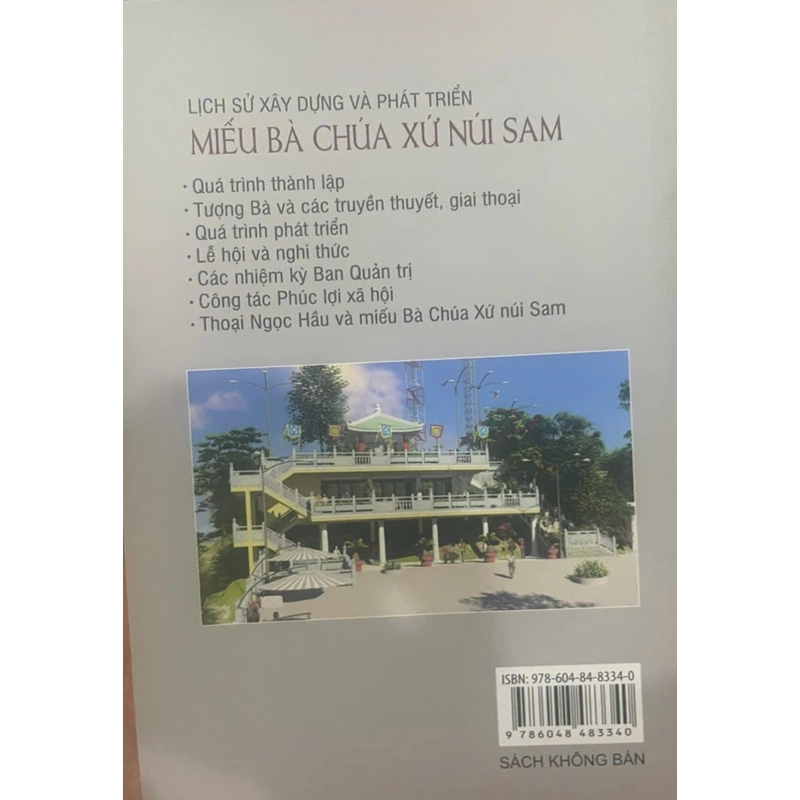 LỊCH SỬ XÂY DỰNG VÀ PHÁT TRIỂN
MIẾU BÀ CHÚA XỨ NÚI SAM
• Quá trình thành lập
• Tượng Bà và các truyền thuyết, giai thoại
• Quá trình phát triển
• Lễ hội và nghi thức
• Các nhiệm kỳ Ban Quản trị
• Công tác Phúc lợi xã hội
• Thoại Ngọc Hầu và miếu Bà Chúa Xứ núi Sam
ISBN: 978-604-84-8334-0
9 786048 483340
SÁCH KHÔNG BÁN